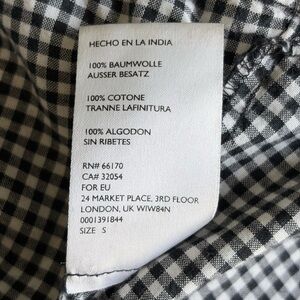 HECHO EN LA INDIA
100% BAUMWOLLE
AUSSER BESATZ
100% COTONE
TRANNE LAFINITURA
100% ALGODON
SIN RIBETES
RN# 66170
CA# 32054
FOR EU
24 MARKET PLACE, 3RD FLOOR
LONDON, UK WIW84N
0001391844
SIZE S